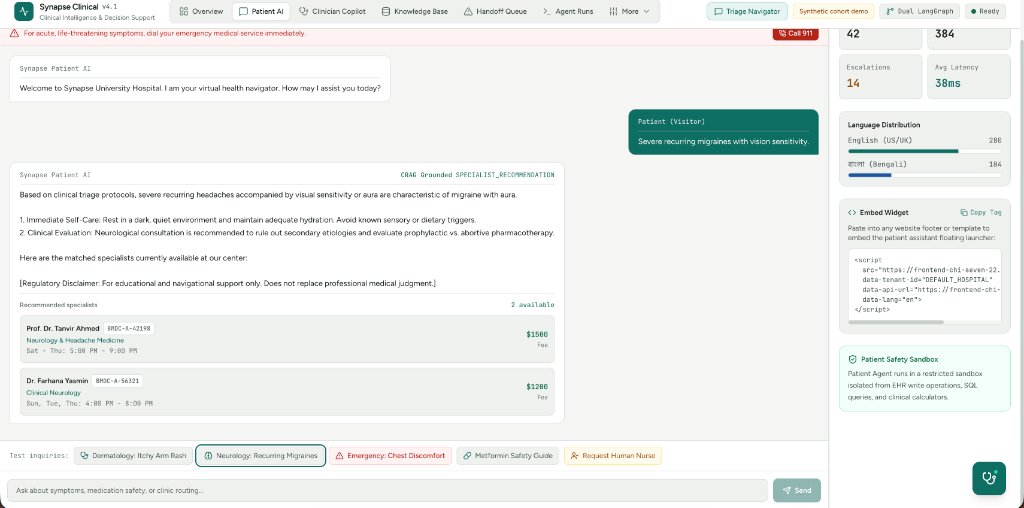 Synapse Clinical v4.1
Clinical Intelligence & Decision Support
Overview
Patient AI
Clinician Copilot
Knowledge Base
Handoff Queue
Agent Runs
More
Triage Navigator
Synthetic cohort demo
Dual LangGraph
Ready
For acute, life-threatening symptoms, dial your emergency medical service immediately.
Call 911
Synapse Patient AI
Welcome to Synapse University Hospital. I am your virtual health navigator. How may I assist you today?
Patient (Visitor)
Severe recurring migraines with vision sensitivity.
Synapse Patient AI
CRAG Grounded SPECIALIST_RECOMMENDATION
Based on clinical triage protocols, severe recurring headaches accompanied by visual sensitivity or aura are characteristic of migraine with aura.
1. Immediate Self-Care: Rest in a dark, quiet environment and maintain adequate hydration. Avoid known sensory or dietary triggers.
2. Clinical Evaluation: Neurological consultation is recommended to rule out secondary etiologies and evaluate prophylactic vs. abortive pharmacotherapy.
Here are the matched specialists currently available at our center:
[Regulatory Disclaimer: For educational and navigational support only. Does not replace professional medical judgment.]
Recommended specialists
2 available
Prof. Dr. Tanvir Ahmed BMDC-A-42198
Neurology & Headache Medicine
Sat - Thu: 5:00 PM - 9:00 PM
$1500
Fee
Dr. Farhana Yasmin BMDC-A-56321
Clinical Neurology
Sun, Tue, Thu: 4:00 PM - 8:00 PM
$1200
Fee
Test inquiries:
Dermatology: Itchy Arm Rash
Neurology: Recurring Migraines
Emergency: Chest Discomfort
Metformin Safety Guide
Request Human Nurse
Ask about symptoms, medication safety, or clinic routing...
Send
42
384
Escalations
14
Avg Latency
38ms
Language Distribution
English (US/UK) 280
বাংলা (Bengali) 104
Embed Widget
Copy Tag
Paste into any website footer or template to
embed the patient assistant floating launcher:
<script
src="https://frontend-chi-seven-22.
data-tenant-id="DEFAULT_HOSPITAL"
data-api-url="https://frontend-chi-
data-lang="en">
</script>
Patient Safety Sandbox
Patient Agent runs in a restricted sandbox
isolated from EHR write operations, SQL
queries, and clinical calculators.